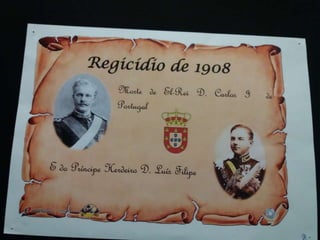 Regicídio de 1908
Morte de El-Rei D. Carlos I de
Portugal
E do Príncipe Herdeiro D. Luís Filipe